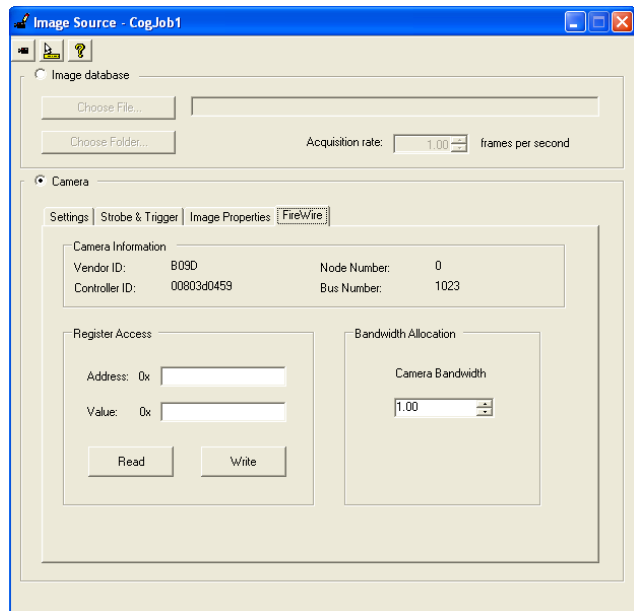 Image Source - CogJob1
Image database
Choose File...
Choose Folder... Acquisition rate: 1.00 frames per second
Camera
Settings Strobe & Trigger Image Properties FireWire
Camera Information
Vendor ID: B09D Node Number: 0
Controller ID: 00803d0459 Bus Number: 1023
Register Access Bandwidth Allocation
Address: 0x Camera Bandwidth
Value: 0x 1.00
Read Write